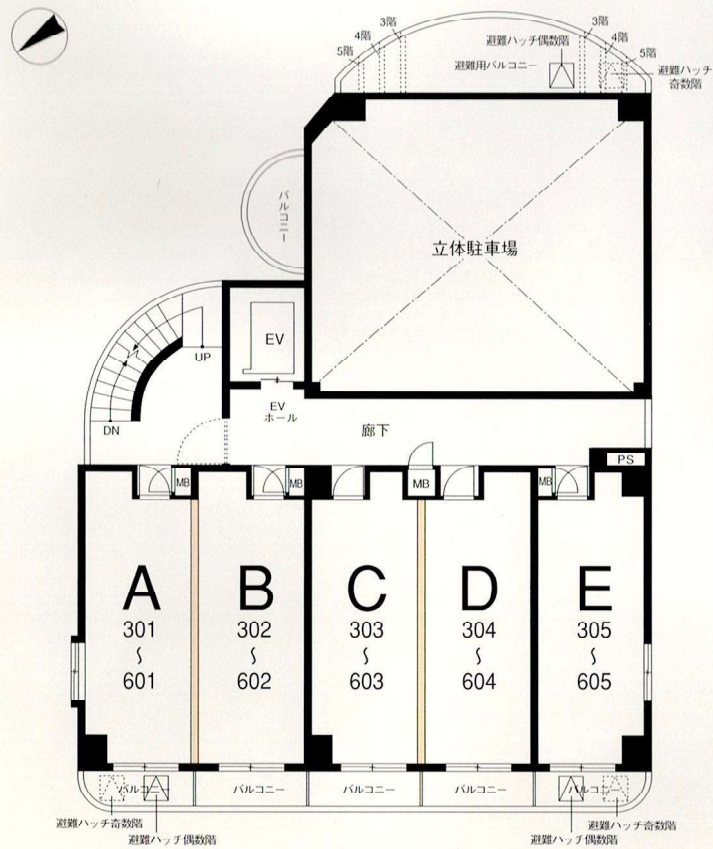 3階
3階
4階
避難ハッチ偶数階
4階
5階
避難用バルコニー
5階
避難ハッチ
奇数階
バルコニー
立体駐車場
EV
UP
EV
ホール
DN
廊下
PS
MB
MB
MB
MB
A
301
〜
601
B
302
〜
602
C
303
〜
603
D
304
〜
604
E
305
〜
605
バルコニー
バルコニー
バルコニー
バルコニー
バルコニー
避難ハッチ奇数階
避難ハッチ偶数階
避難ハッチ奇数階
避難ハッチ偶数階